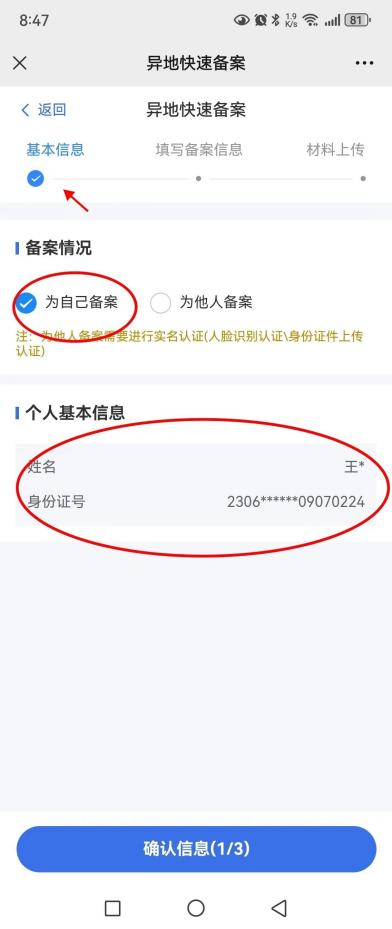 8:47
1.9
K/s
81
异地快速备案
返回
异地快速备案
基本信息
填写备案信息
材料上传
备案情况
为自己备案
为他人备案
注：为他人备案需要进行实名认证(人脸识别认证\身份证件上传
认证)
个人基本信息
姓名
王*
身份证号
2306******09070224
确认信息(1/3)